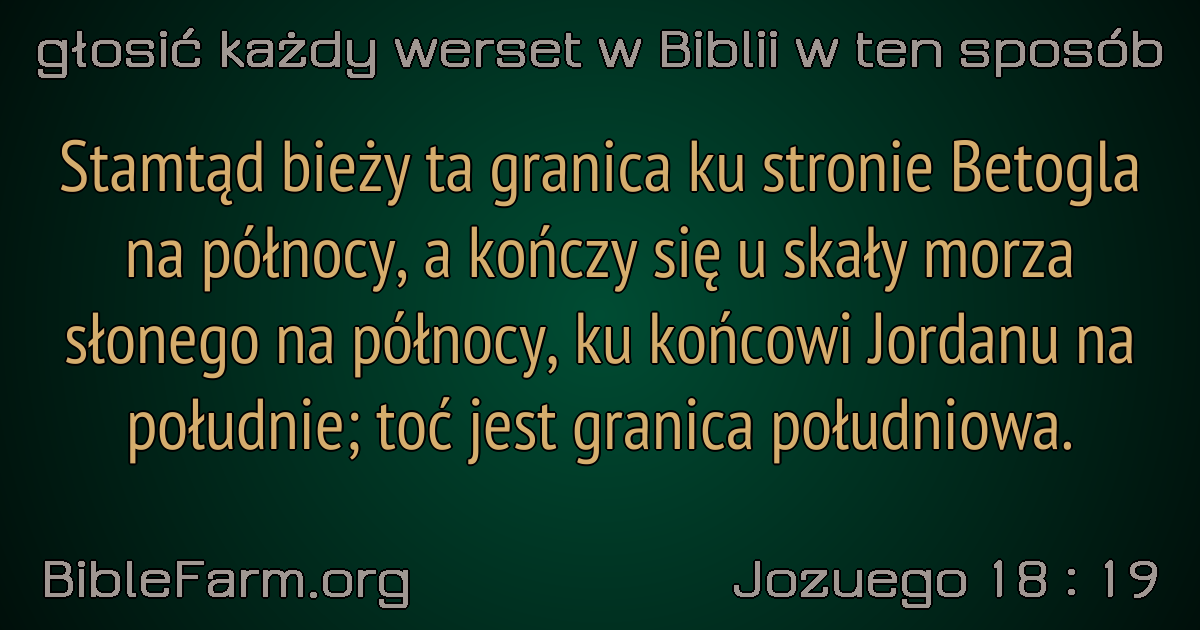 głosić każdy werset w Biblii w ten sposób
Stamtąd bieży ta granica ku stronie Betogla
na północy, a kończy się u skały morza
słonego na północy, ku końcowi Jordanu na
południe; toć jest granica południowa.
BibleFarm.org
Jozuego 18 : 19